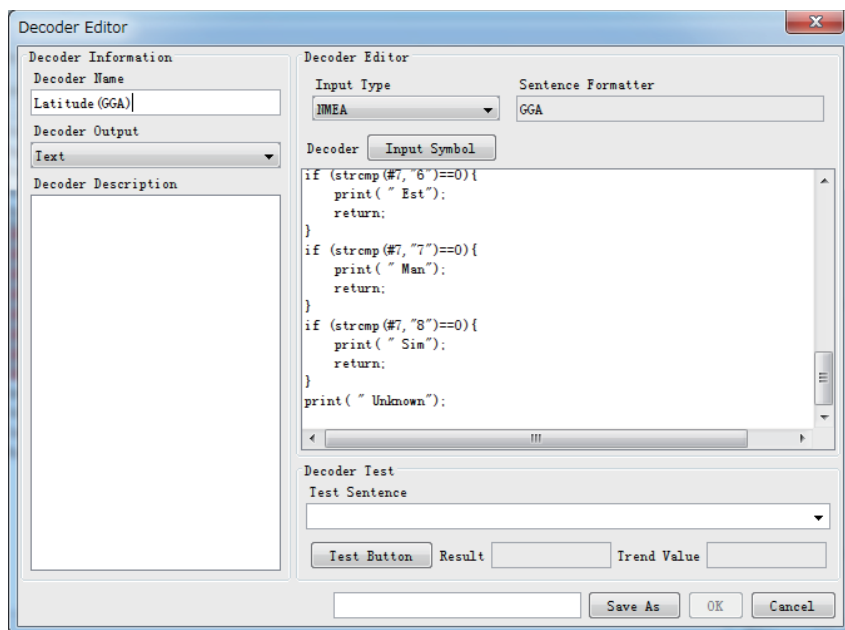 Decoder Editor
Decoder Information
Decoder Name
Latitude(GGA)
Decoder Output
Text
Decoder Description
Decoder Editor
Input Type
Sentence Formatter
NMEA
GGA
Decoder
Input Symbol
if (strcmp(#7,"6")==0){
print( " Est");
return;
}
if (strcmp(#7,"7")==0){
print( " Man");
return;
}
if (strcmp(#7,"8")==0){
print( " Sim");
return;
}
print( " Unknown");
Decoder Test
Test Sentence
Test Button
Result
Trend Value
Save As
OK
Cancel